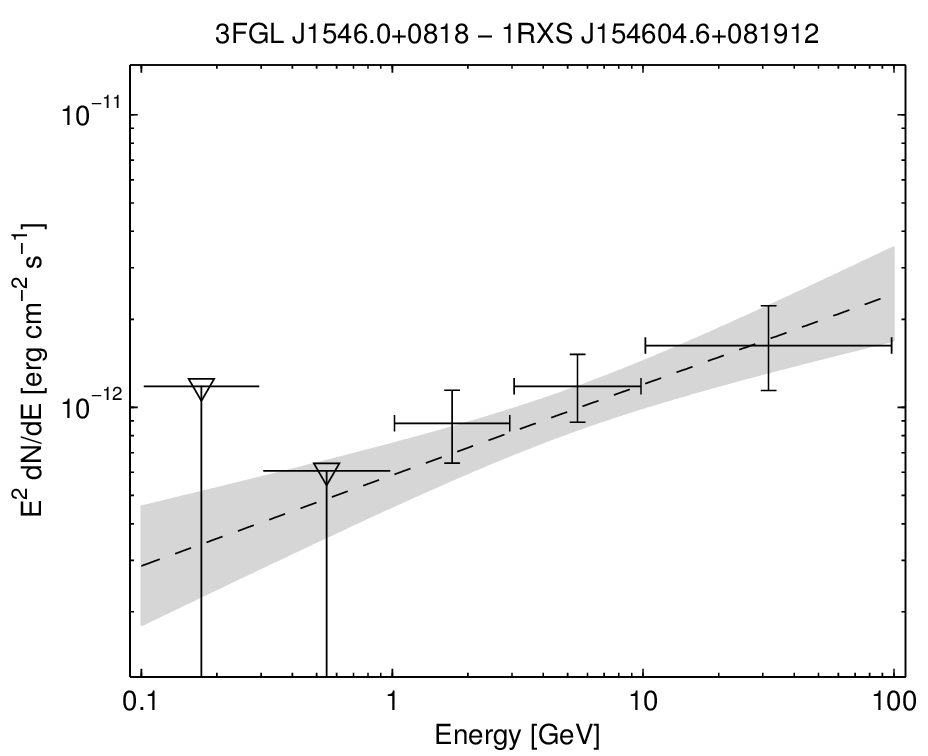 3FGL J1546.0+0818 − 1RXS J154604.6+081912
10⁻¹¹
10⁻¹²
E² dN/dE [erg cm⁻² s⁻¹]
0.1 1 10 100
Energy [GeV]